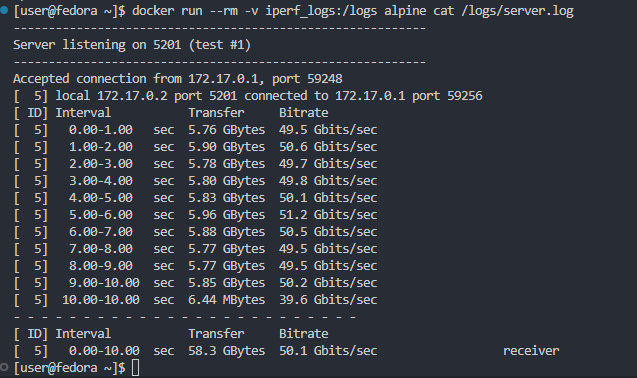 [user@fedora ~]$ docker run --rm -v iperf_logs:/logs alpine cat /logs/server.log
-----------------------------------------------------------
Server listening on 5201 (test #1)
-----------------------------------------------------------
Accepted connection from 172.17.0.1, port 59248
[  5] local 172.17.0.2 port 5201 connected to 172.17.0.1 port 59256
[ ID] Interval           Transfer     Bitrate
[  5]   0.00-1.00   sec  5.76 GBytes  49.5 Gbits/sec
[  5]   1.00-2.00   sec  5.90 GBytes  50.6 Gbits/sec
[  5]   2.00-3.00   sec  5.78 GBytes  49.7 Gbits/sec
[  5]   3.00-4.00   sec  5.80 GBytes  49.8 Gbits/sec
[  5]   4.00-5.00   sec  5.83 GBytes  50.1 Gbits/sec
[  5]   5.00-6.00   sec  5.96 GBytes  51.2 Gbits/sec
[  5]   6.00-7.00   sec  5.88 GBytes  50.5 Gbits/sec
[  5]   7.00-8.00   sec  5.77 GBytes  49.5 Gbits/sec
[  5]   8.00-9.00   sec  5.77 GBytes  49.5 Gbits/sec
[  5]   9.00-10.00  sec  5.85 GBytes  50.2 Gbits/sec
[  5]  10.00-10.00  sec  6.44 MBytes  39.6 Gbits/sec
- - - - - - - - - - - - - - - - - - - - - - - - -
[ ID] Interval           Transfer     Bitrate
[  5]   0.00-10.00  sec  58.3 GBytes  50.1 Gbits/sec                  receiver
[user@fedora ~]$